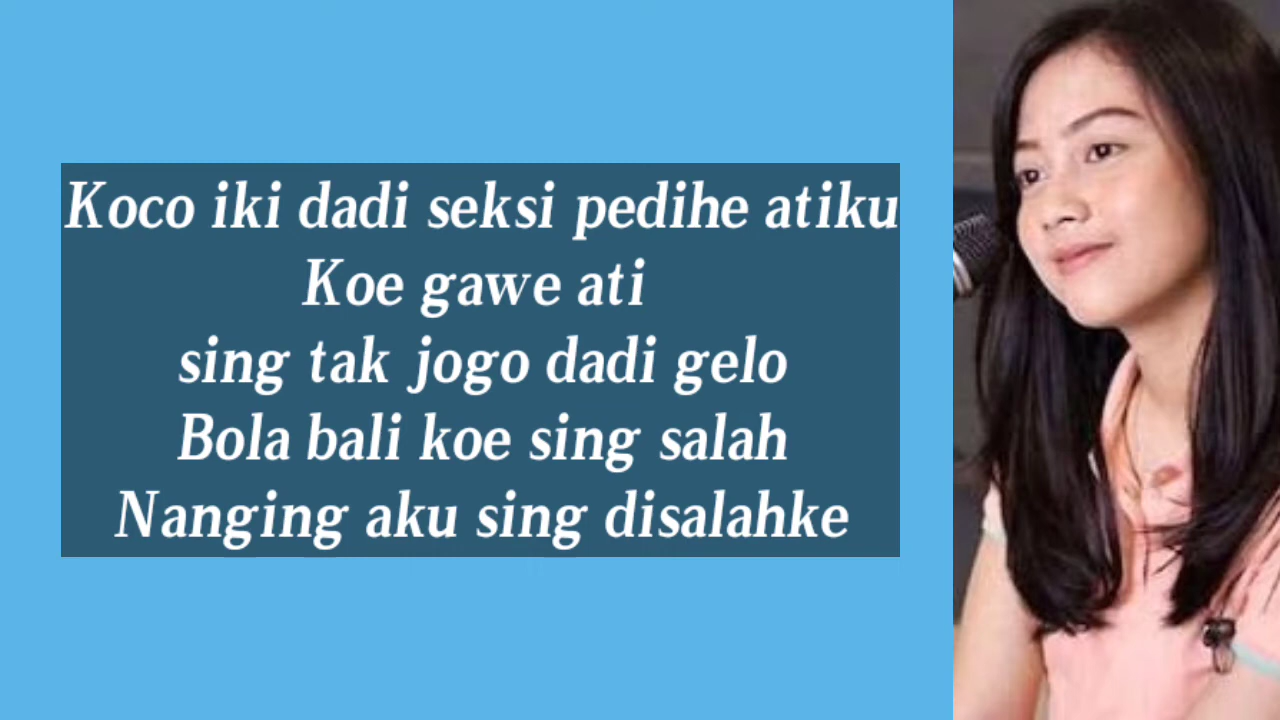 Koco iki dadi seksi pedihe atiku
Koe gawe ati
sing tak jogo dadi gelo
Bola bali koe sing salah
Nanging aku sing disalahke